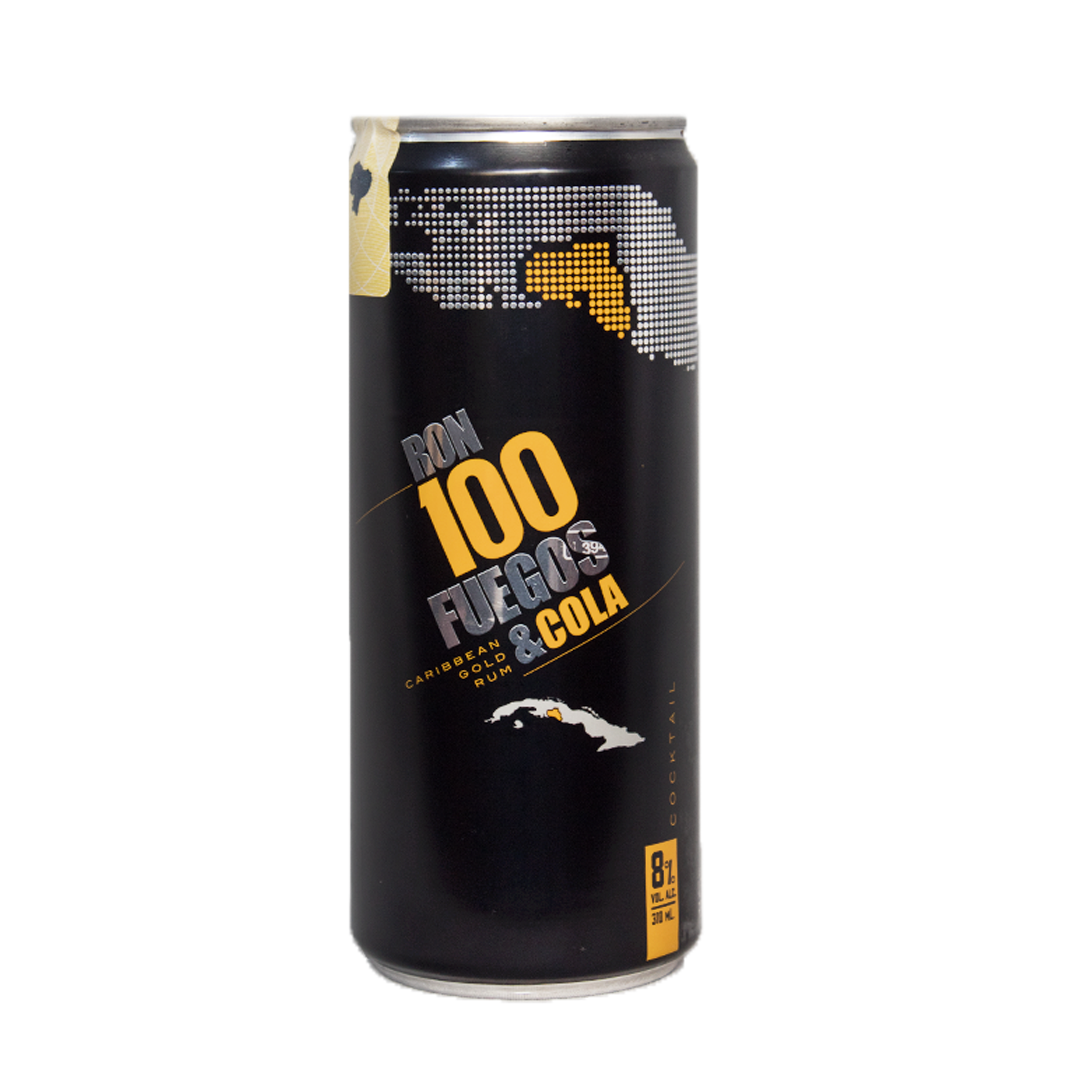 RON
100
FUEGOS
&COLA
CARIBBEAN
GOLD
RUM
COCKTAIL
8%
VOL. ALC.
310 ML.